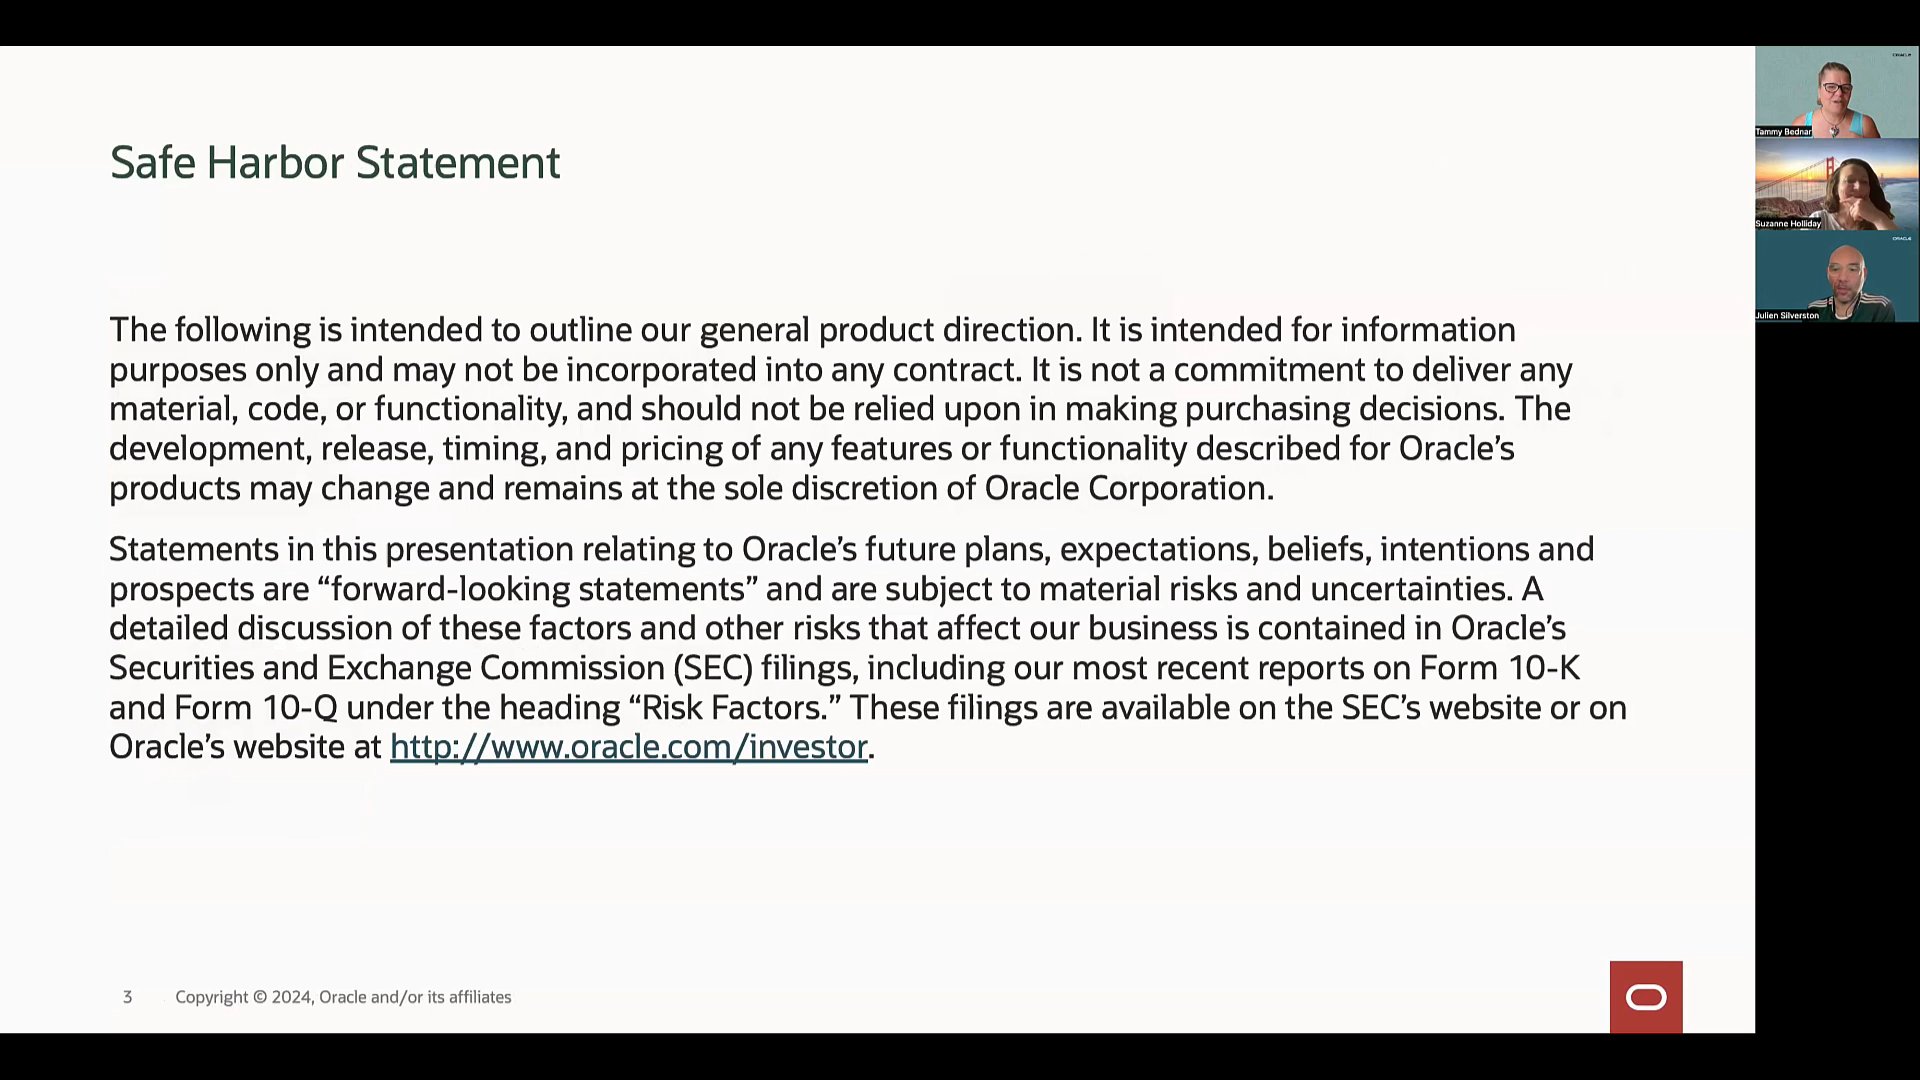 Safe Harbor Statement
The following is intended to outline our general product direction. It is intended for information
purposes only and may not be incorporated into any contract. It is not a commitment to deliver any
material, code, or functionality, and should not be relied upon in making purchasing decisions. The
development, release, timing, and pricing of any features or functionality described for Oracle’s
products may change and remains at the sole discretion of Oracle Corporation.
Statements in this presentation relating to Oracle’s future plans, expectations, beliefs, intentions and
prospects are “forward-looking statements” and are subject to material risks and uncertainties. A
detailed discussion of these factors and other risks that affect our business is contained in Oracle’s
Securities and Exchange Commission (SEC) filings, including our most recent reports on Form 10-K
and Form 10-Q under the heading “Risk Factors.” These filings are available on the SEC’s website or on
Oracle’s website at http://www.oracle.com/investor.
3 Copyright © 2024, Oracle and/or its affiliates
ORACLE
Tammy Bednar
Suzanne Holliday
ORACLE
Julien Silverston